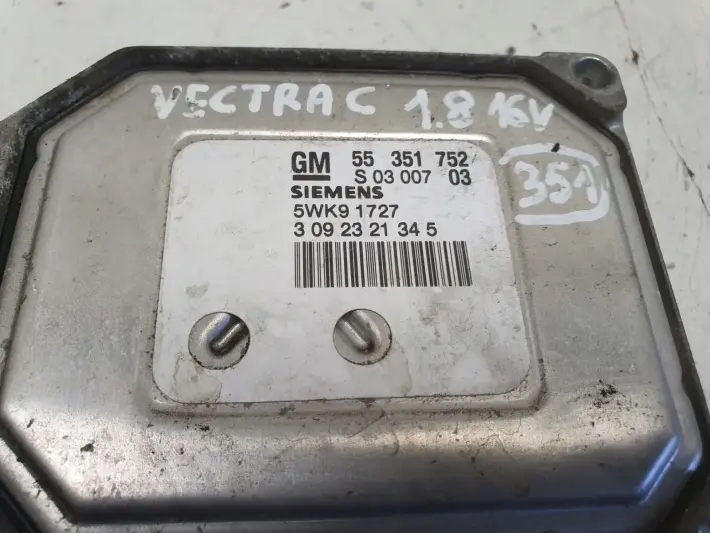 VECTRA C 1.8 16V
GM 55 351 752
S 03 007 03
351
SIEMENS
5WK9 1727
3 09 23 21 34 5